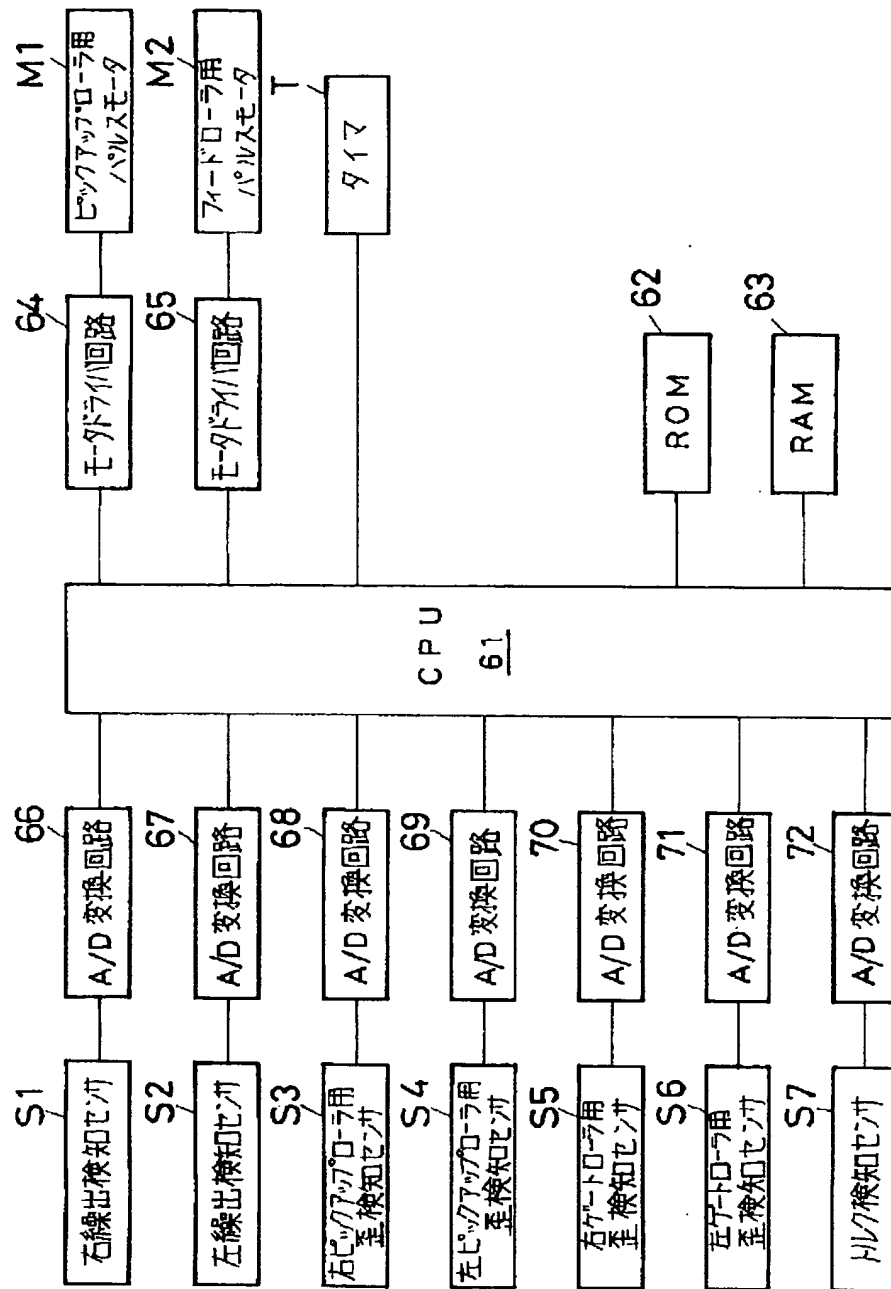 S1
右繰出検知センサ
66
A/D変換回路
S2
左繰出検知センサ
67
A/D変換回路
S3
右ピックアップローラ用
歪検知センサ
68
A/D変換回路
S4
左ピックアップローラ用
歪検知センサ
69
A/D変換回路
S5
右ゲートローラ用
歪検知センサ
70
A/D変換回路
S6
左ゲートローラ用
歪検知センサ
71
A/D変換回路
S7
トルク検知センサ
72
A/D変換回路
CPU
61
64
モータドライバ回路
M1
ピックアップローラ用
パルスモータ
65
モータドライバ回路
M2
フィードローラ用
パルスモータ
T
タイマ
62
ROM
63
RAM